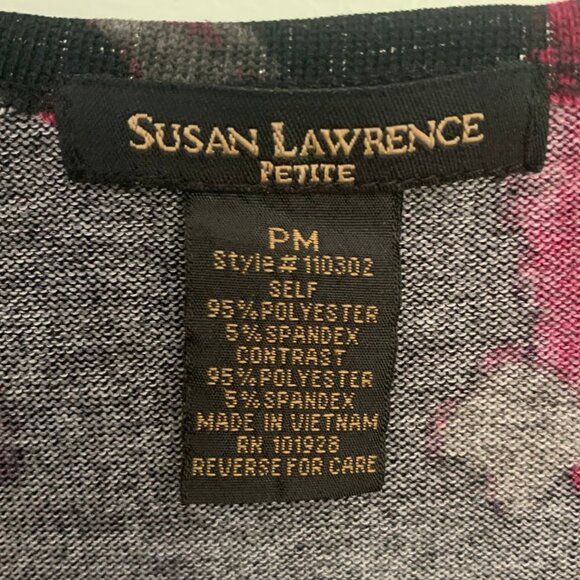 SUSAN LAWRENCE
PETITE
PM
Style# 110302
SELF
95%POLYESTER
5%SPANDEX
CONTRAST
95%POLYESTER
5%SPANDEX
MADE IN VIETNAM
RN 101928
REVERSE FOR CARE